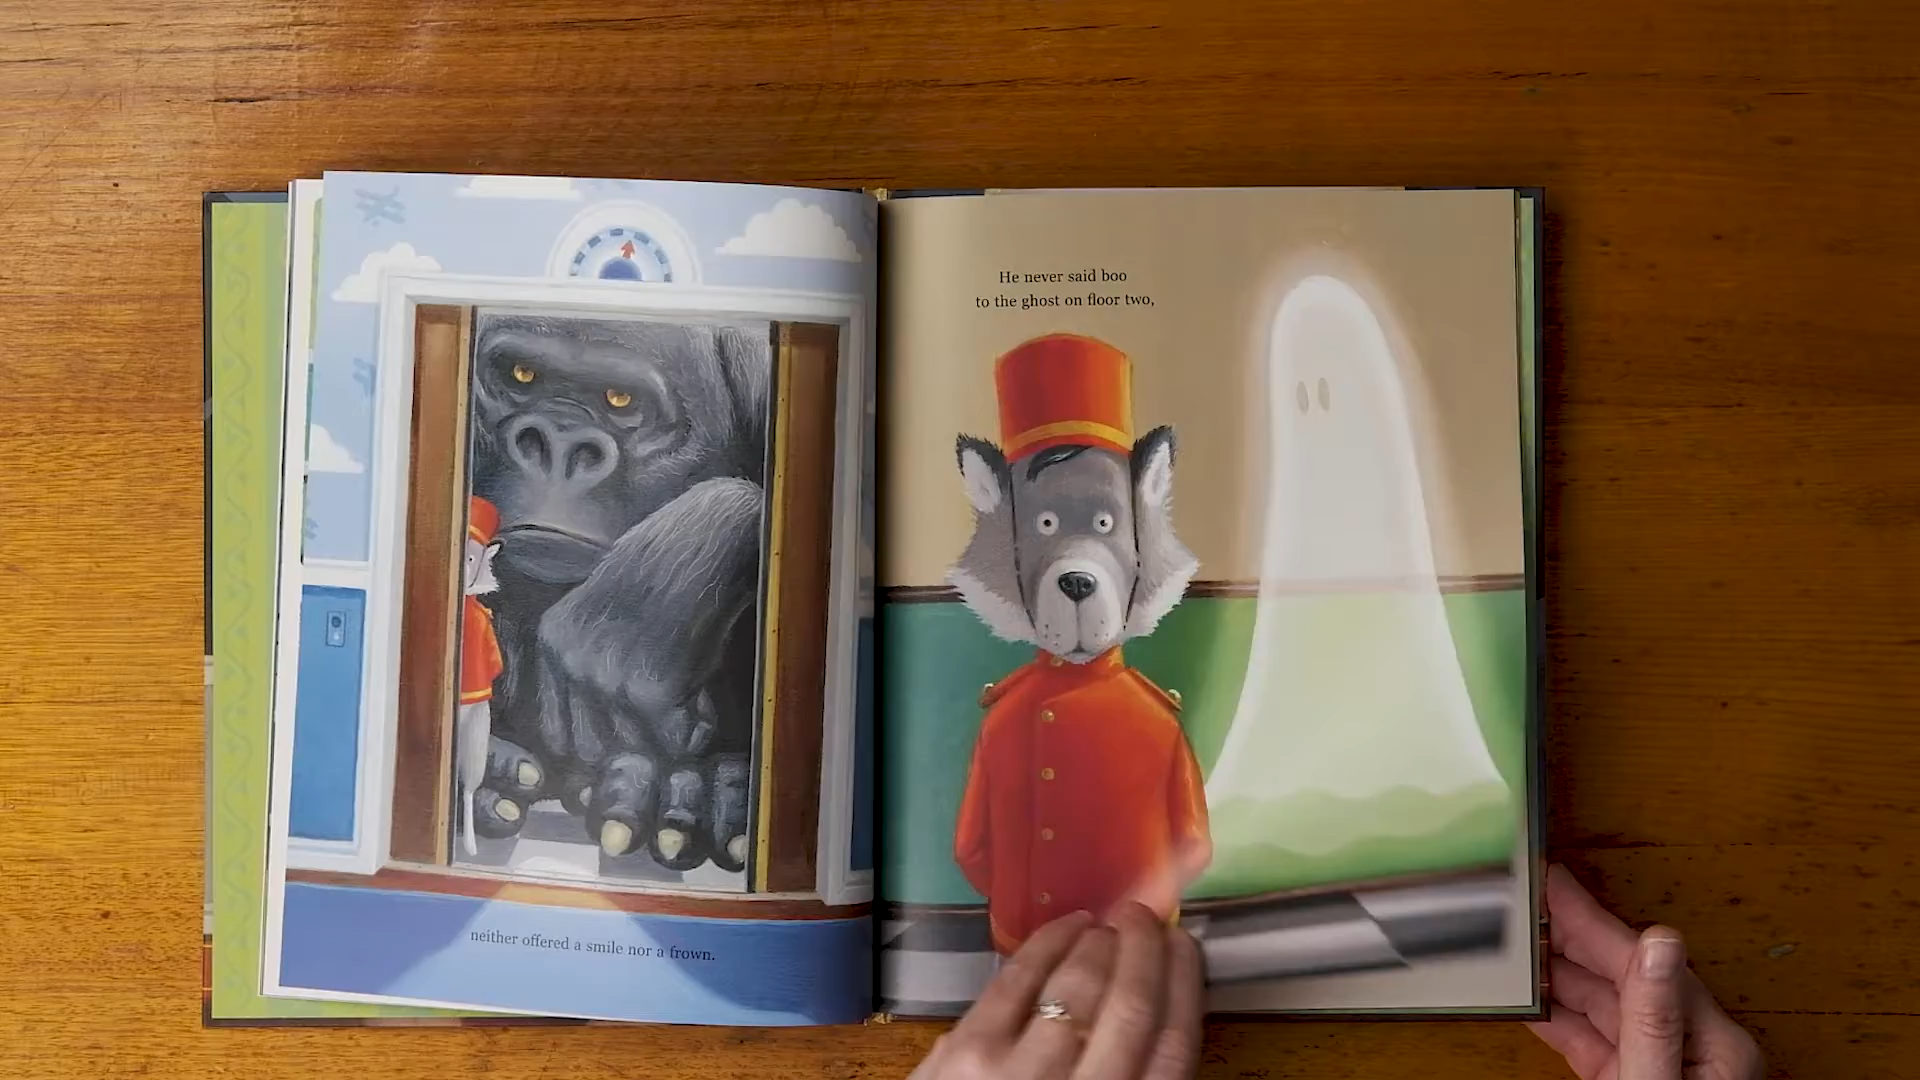 neither offered a smile nor a frown.
He never said boo
to the ghost on floor two,